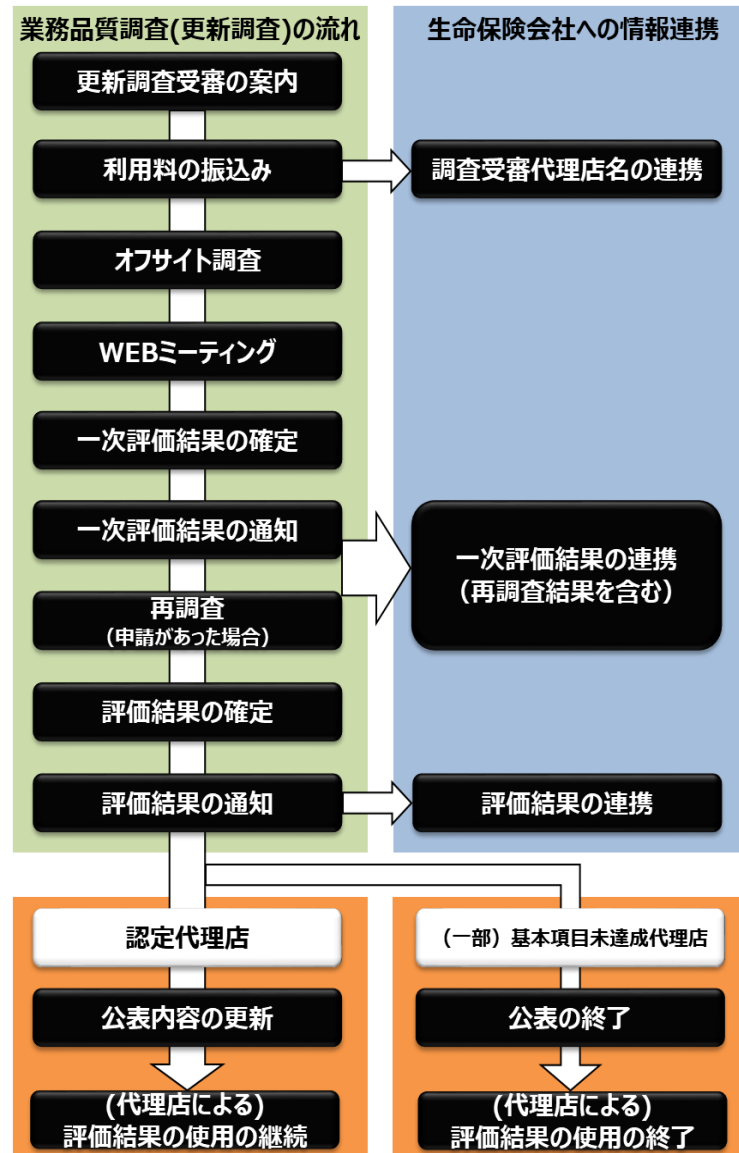 業務品質調査(更新調査)の流れ
更新調査受審の案内
利用料の振込み
オフサイト調査
WEBミーティング
一次評価結果の確定
一次評価結果の通知
再調査
（申請があった場合）
評価結果の確定
評価結果の通知
生命保険会社への情報連携
調査受審代理店名の連携
一次評価結果の連携
（再調査結果を含む）
評価結果の連携
認定代理店
公表内容の更新
(代理店による)
評価結果の使用の継続
（一部）基本項目未達成代理店
公表の終了
(代理店による)
評価結果の使用の終了